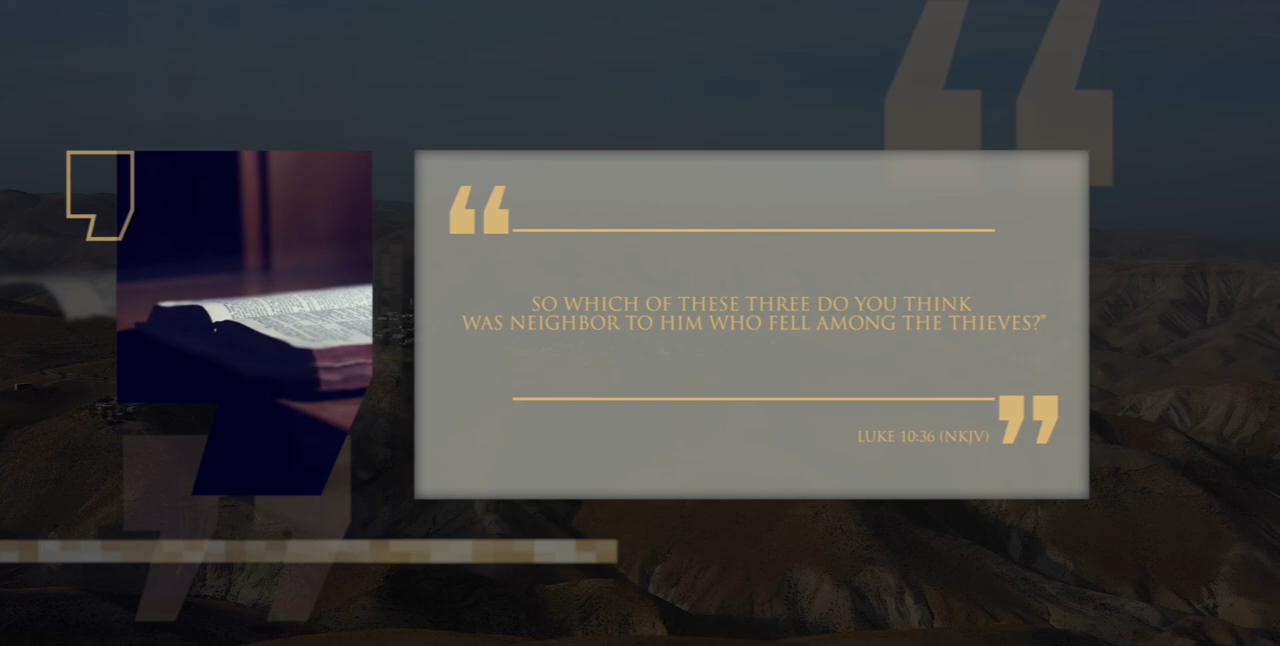 SO WHICH OF THESE THREE DO YOU THINK
WAS NEIGHBOR TO HIM WHO FELL AMONG THE THIEVES?"
LUKE 10:36 (NKJV)